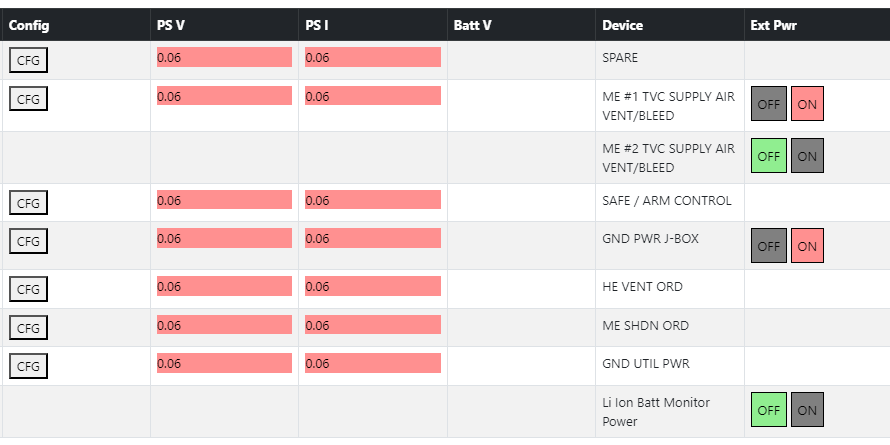 Config PS V PS I Batt V Device Ext Pwr
CFG 0.06 0.06 SPARE
CFG 0.06 0.06 ME #1 TVC SUPPLY AIR OFF ON
VENT/BLEED
ME #2 TVC SUPPLY AIR OFF ON
VENT/BLEED
CFG 0.06 0.06 SAFE / ARM CONTROL
CFG 0.06 0.06 GND PWR J-BOX OFF ON
CFG 0.06 0.06 HE VENT ORD
CFG 0.06 0.06 ME SHDN ORD
CFG 0.06 0.06 GND UTIL PWR
Li Ion Batt Monitor OFF ON
Power